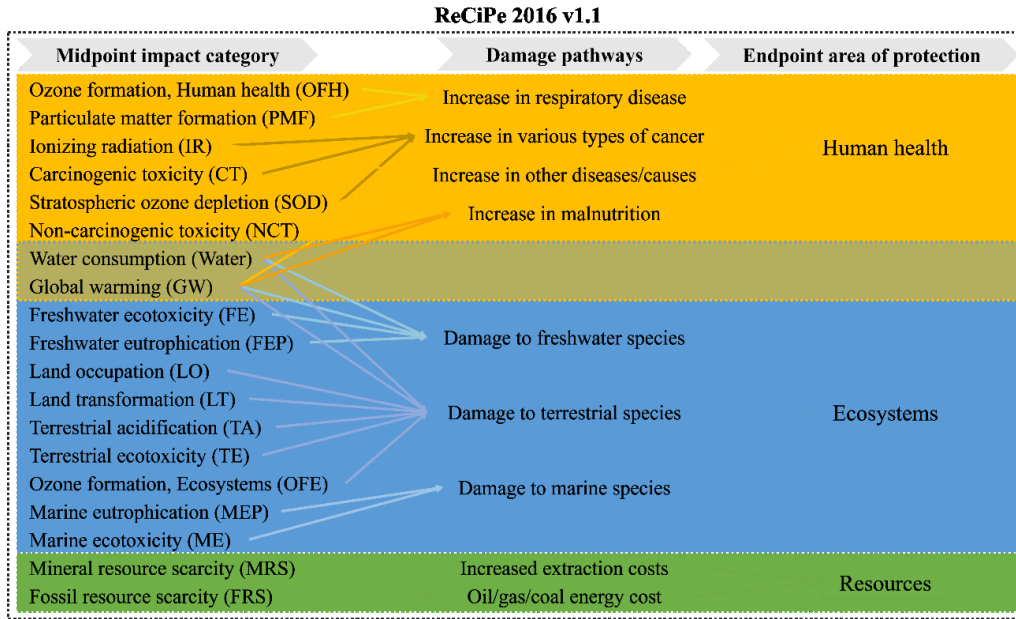 ReCiPe 2016 v1.1
Midpoint impact category
Damage pathways
Endpoint area of protection
Ozone formation, Human health (OFH)
Particulate matter formation (PMF)
Ionizing radiation (IR)
Carcinogenic toxicity (CT)
Stratospheric ozone depletion (SOD)
Non-carcinogenic toxicity (NCT)
Water consumption (Water)
Global warming (GW)
Freshwater ecotoxicity (FE)
Freshwater eutrophication (FEP)
Land occupation (LO)
Land transformation (LT)
Terrestrial acidification (TA)
Terrestrial ecotoxicity (TE)
Ozone formation, Ecosystems (OFE)
Marine eutrophication (MEP)
Marine ecotoxicity (ME)
Mineral resource scarcity (MRS)
Fossil resource scarcity (FRS)
Increase in respiratory disease
Increase in various types of cancer
Increase in other diseases/causes
Increase in malnutrition
Damage to freshwater species
Damage to terrestrial species
Damage to marine species
Increased extraction costs
Oil/gas/coal energy cost
Human health
Ecosystems
Resources